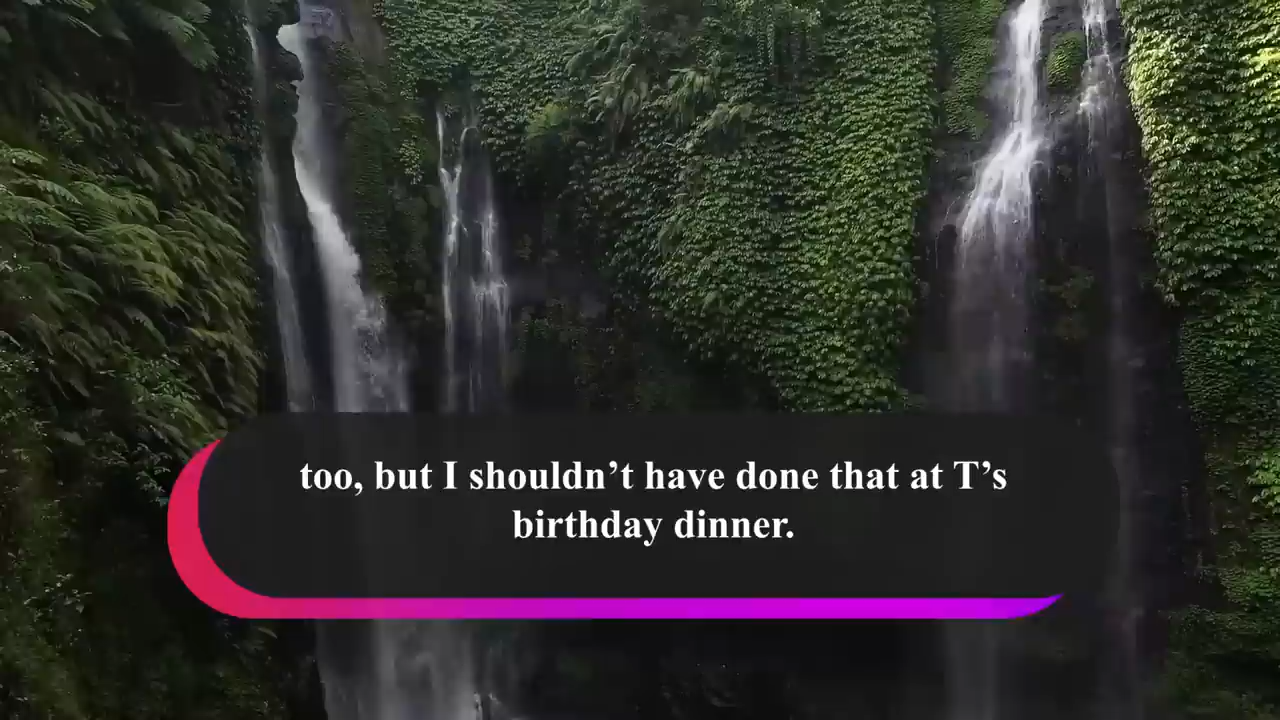 too, but I shouldn’t have done that at T’s
birthday dinner.